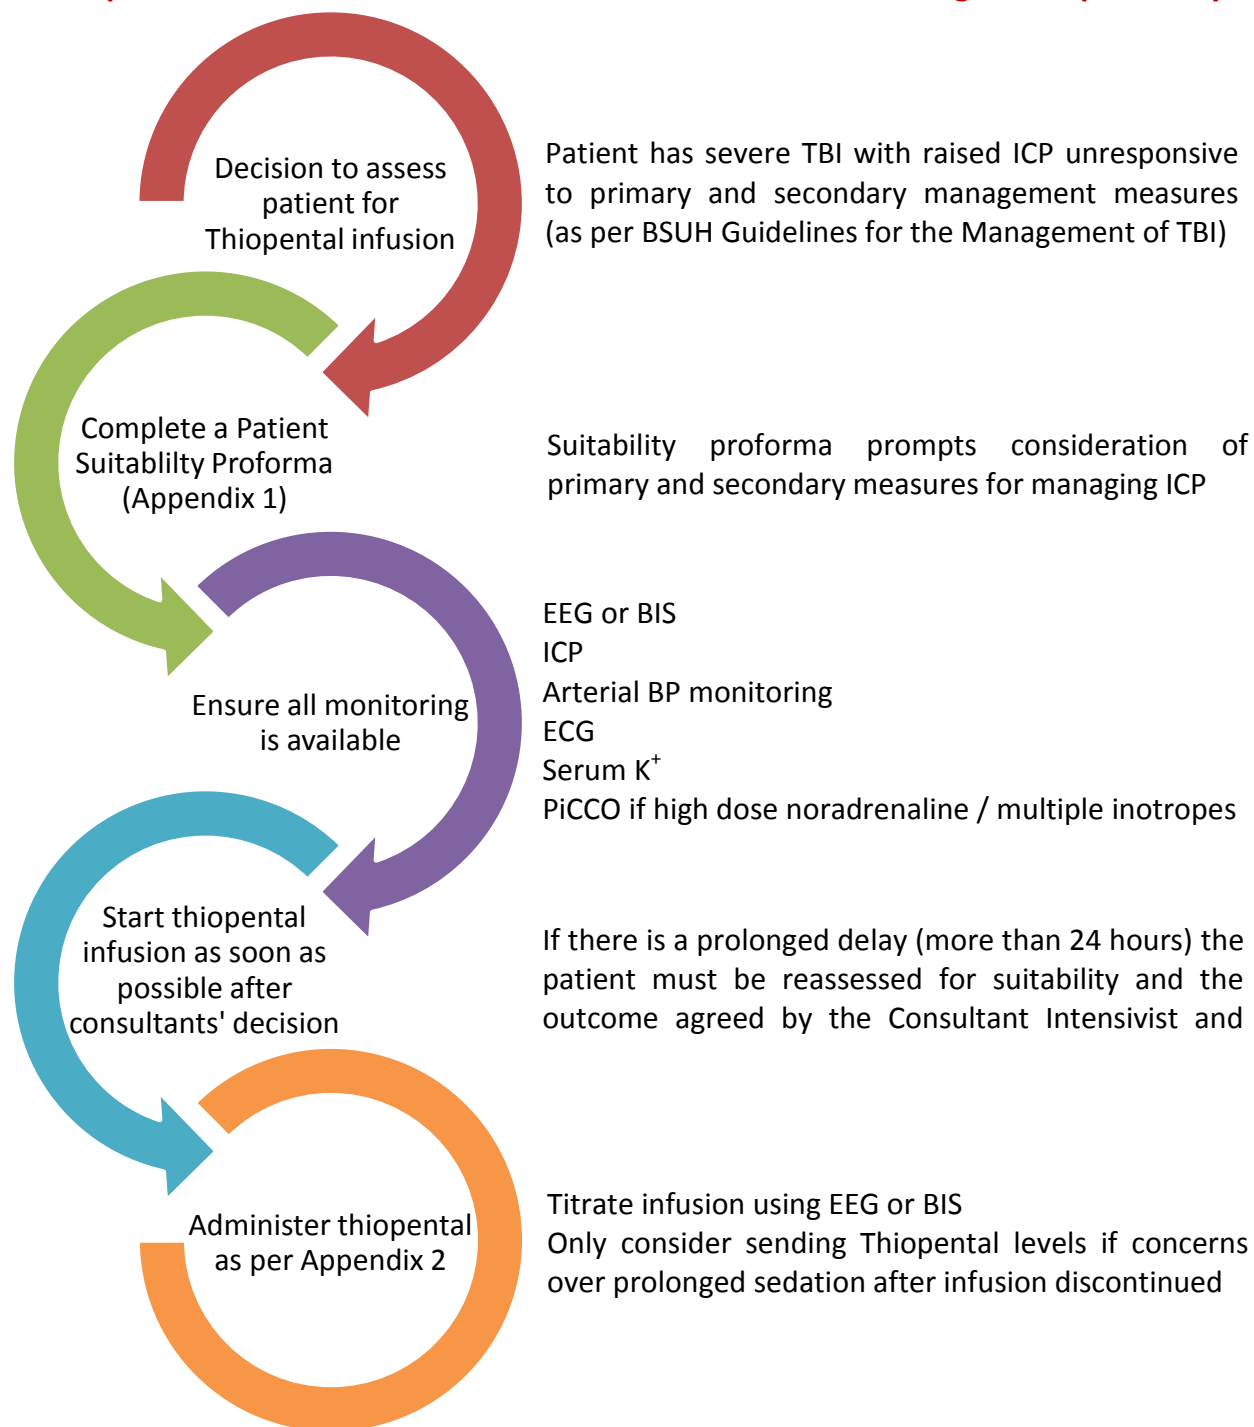 Decision to assess
patient for
Thiopental infusion
Patient has severe TBI with raised ICP unresponsive
to primary and secondary management measures
(as per BSUH Guidelines for the Management of TBI)
Complete a Patient
Suitablilty Proforma
(Appendix 1)
Suitability proforma prompts consideration of
primary and secondary measures for managing ICP
Ensure all monitoring
is available
EEG or BIS
ICP
Arterial BP monitoring
ECG
Serum K⁺
PiCCO if high dose noradrenaline / multiple inotropes
Start thiopental
infusion as soon as
possible after
consultants' decision
If there is a prolonged delay (more than 24 hours) the
patient must be reassessed for suitability and the
outcome agreed by the Consultant Intensivist and
Administer thiopental
as per Appendix 2
Titrate infusion using EEG or BIS
Only consider sending Thiopental levels if concerns
over prolonged sedation after infusion discontinued